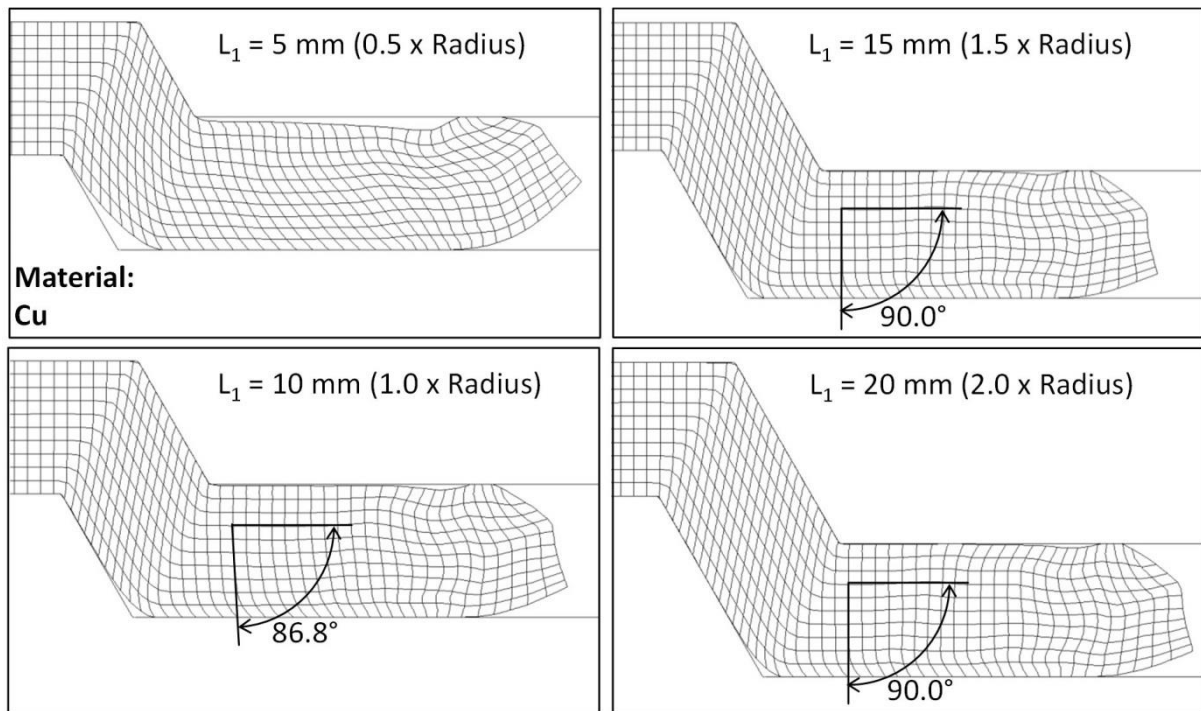 L₁ = 5 mm (0.5 x Radius)
Material:
Cu
L₁ = 15 mm (1.5 x Radius)
90.0°
L₁ = 10 mm (1.0 x Radius)
86.8°
L₁ = 20 mm (2.0 x Radius)
90.0°